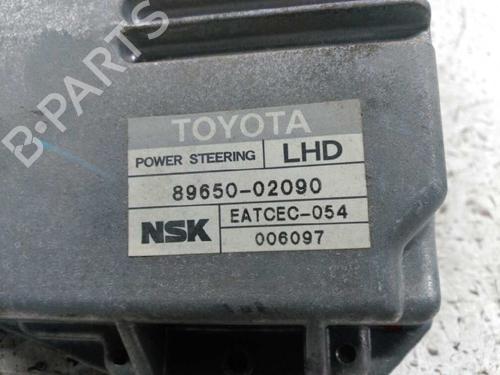 B-PARTS
TOYOTA
POWER STEERING LHD
89650-02090
NSK EATCEC-054
006097